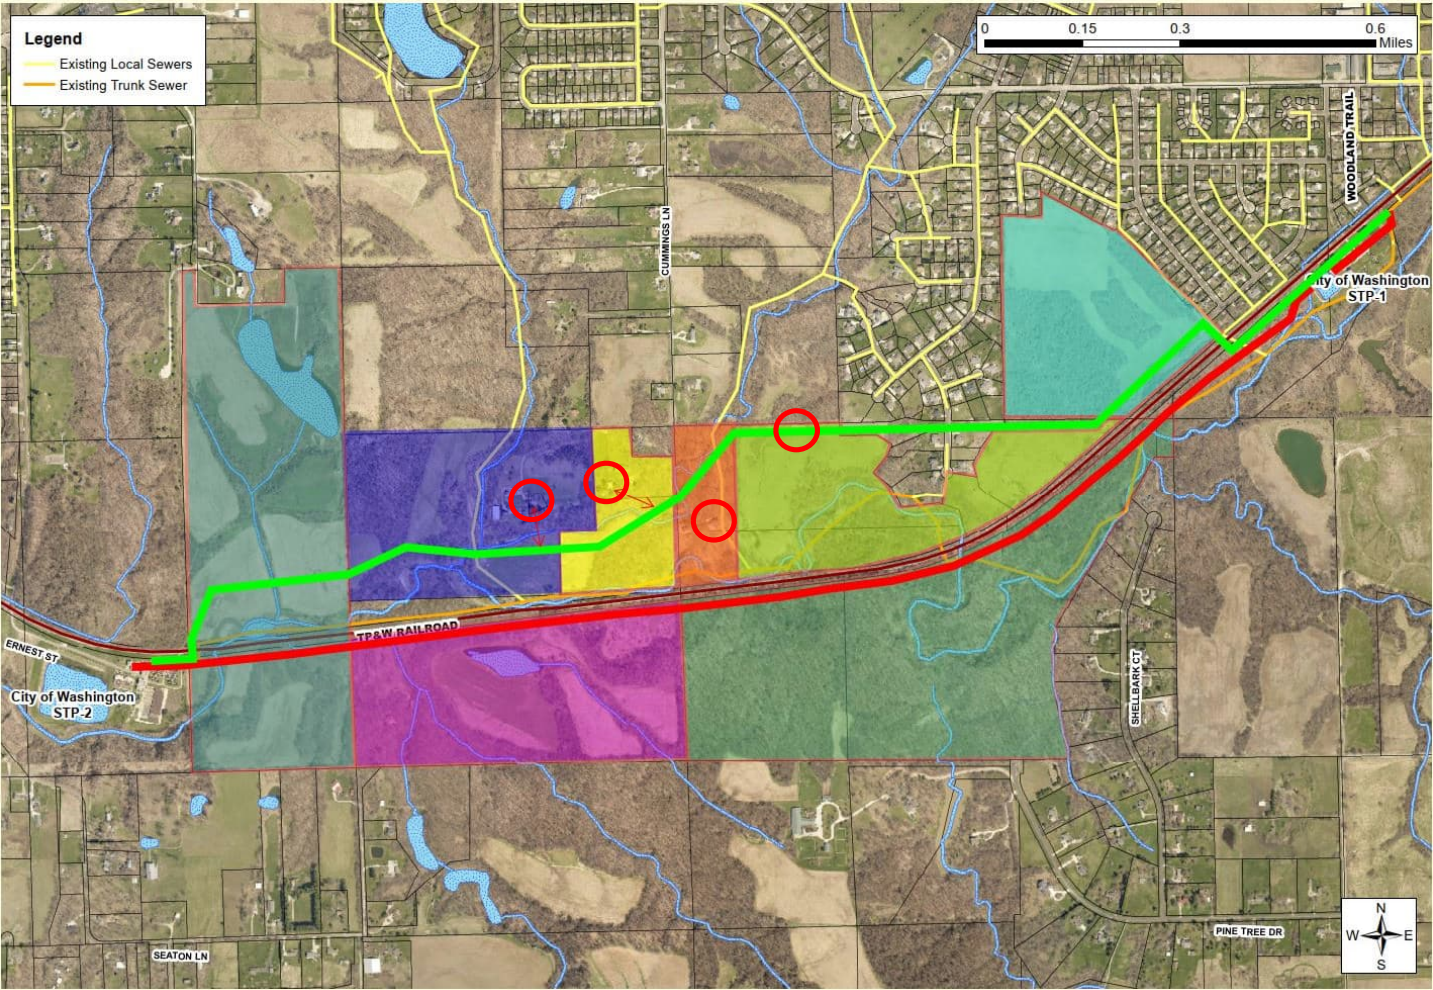 Legend
Existing Local Sewers
Existing Trunk Sewer
0 0.15 0.3 0.6
Miles
WOODLAND TRAIL
CUMMINGS LN
City of Washington
STP-1
TP&W RAILROAD
ERNEST ST
City of Washington
STP-2
SHELLBARK CT
PINE TREE DR
SEATON LN
N
W E
S